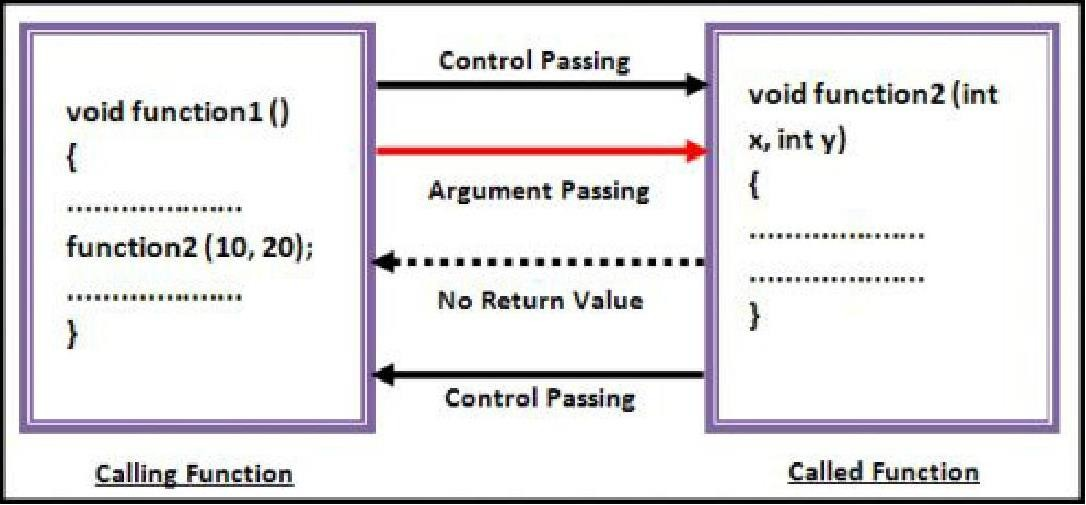 void function1 ()
{
.....................
function2 (10, 20);
.....................
}
Calling Function
Control Passing
Argument Passing
No Return Value
Control Passing
void function2 (int
x, int y)
{
.....................
.....................
}
Called Function